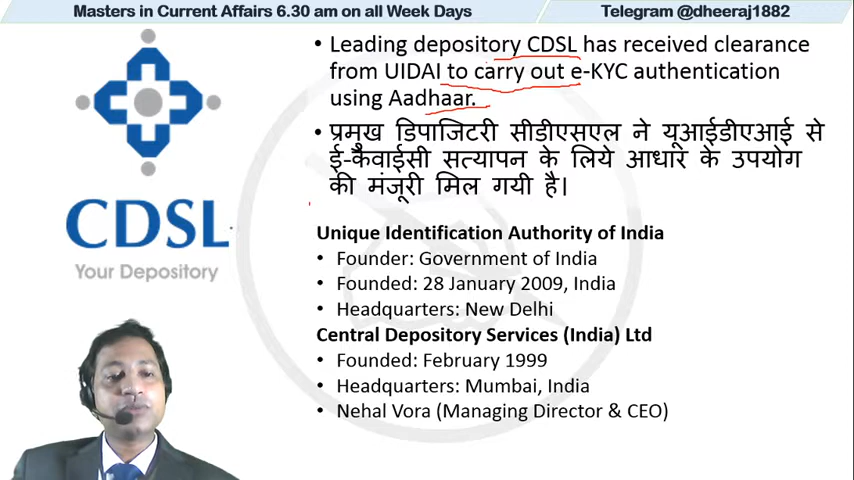 Masters in Current Affairs 6.30 am on all Week Days
Telegram @dheeraj1882
• Leading depository CDSL has received clearance
from UIDAI to carry out e-KYC authentication
using Aadhaar.
• प्रमुख डिपाजिटरी सीडीएसएल ने यूआईडीएआई से
ई-केवाईसी सत्यापन के लिये आधार के उपयोग
की मंजूरी मिल गयी है।
CDSL
Your Depository
Unique Identification Authority of India
• Founder: Government of India
• Founded: 28 January 2009, India
• Headquarters: New Delhi
Central Depository Services (India) Ltd
• Founded: February 1999
• Headquarters: Mumbai, India
• Nehal Vora (Managing Director & CEO)